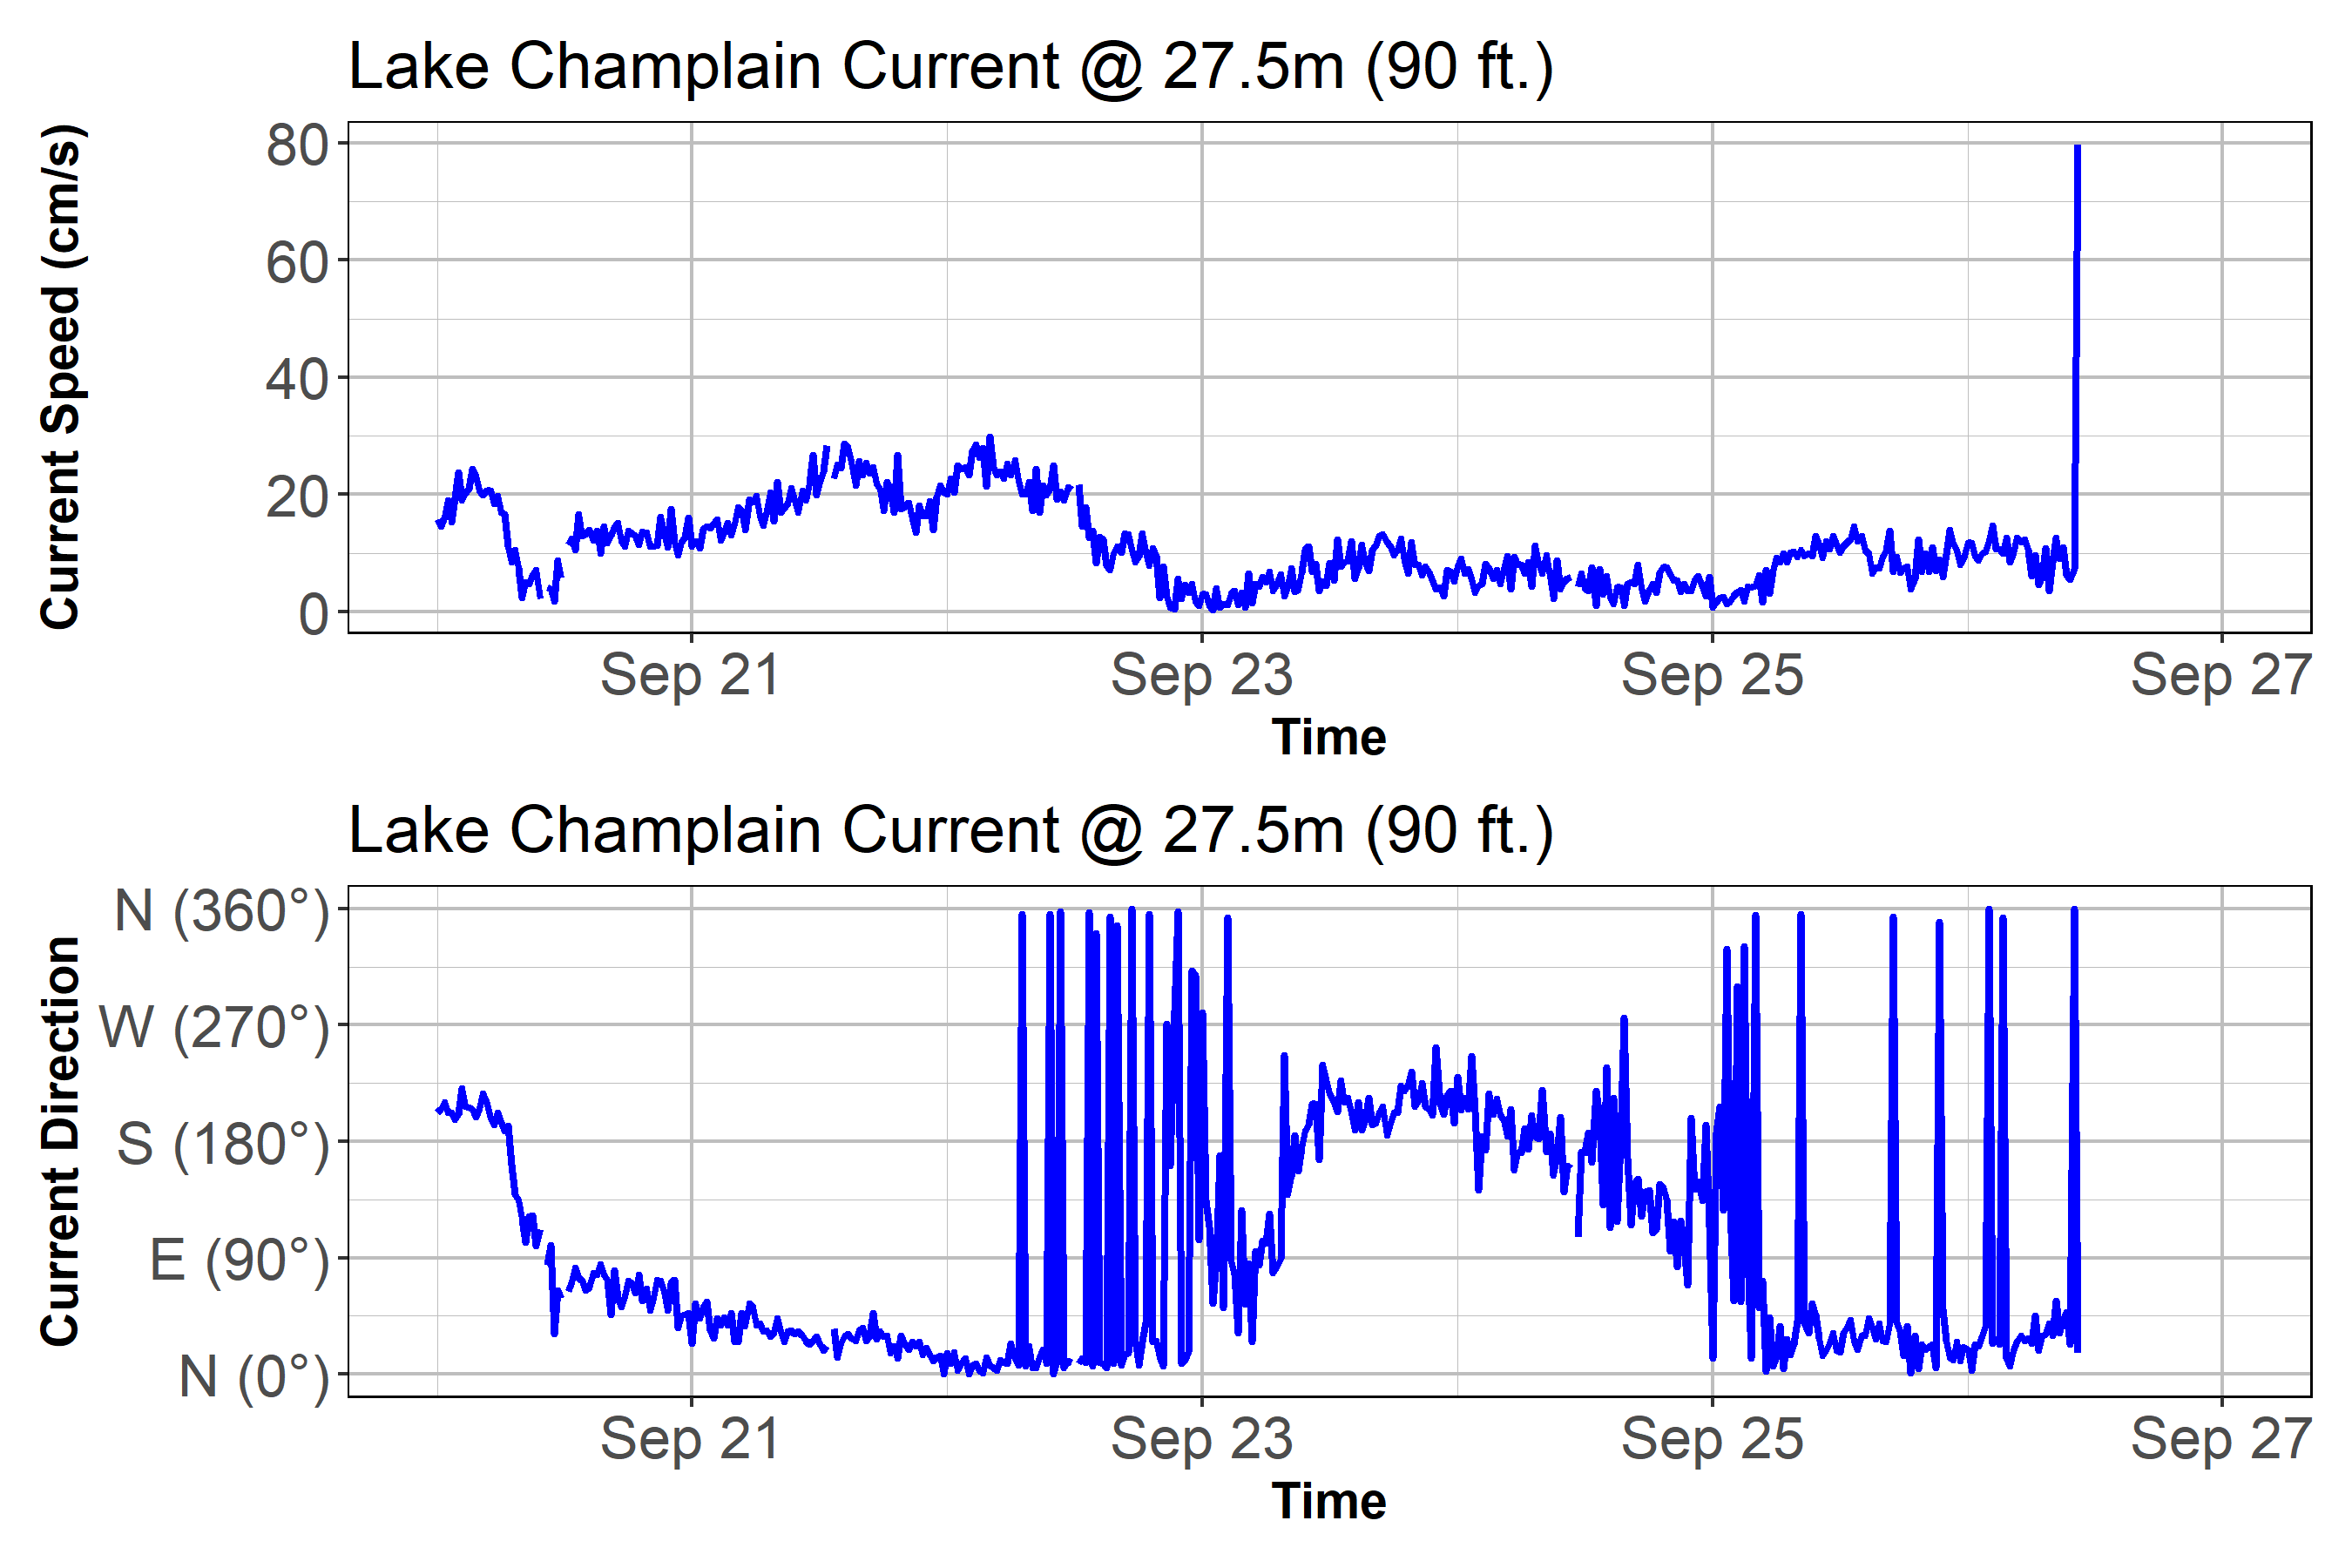 Lake Champlain Current @ 27.5m (90 ft.)
Current Speed (cm/s)
80
60
40
20
0
Sep 21 Sep 23 Sep 25 Sep 27
Time
Lake Champlain Current @ 27.5m (90 ft.)
Current Direction
N (360°)
W (270°)
S (180°)
E (90°)
N (0°)
Sep 21 Sep 23 Sep 25 Sep 27
Time